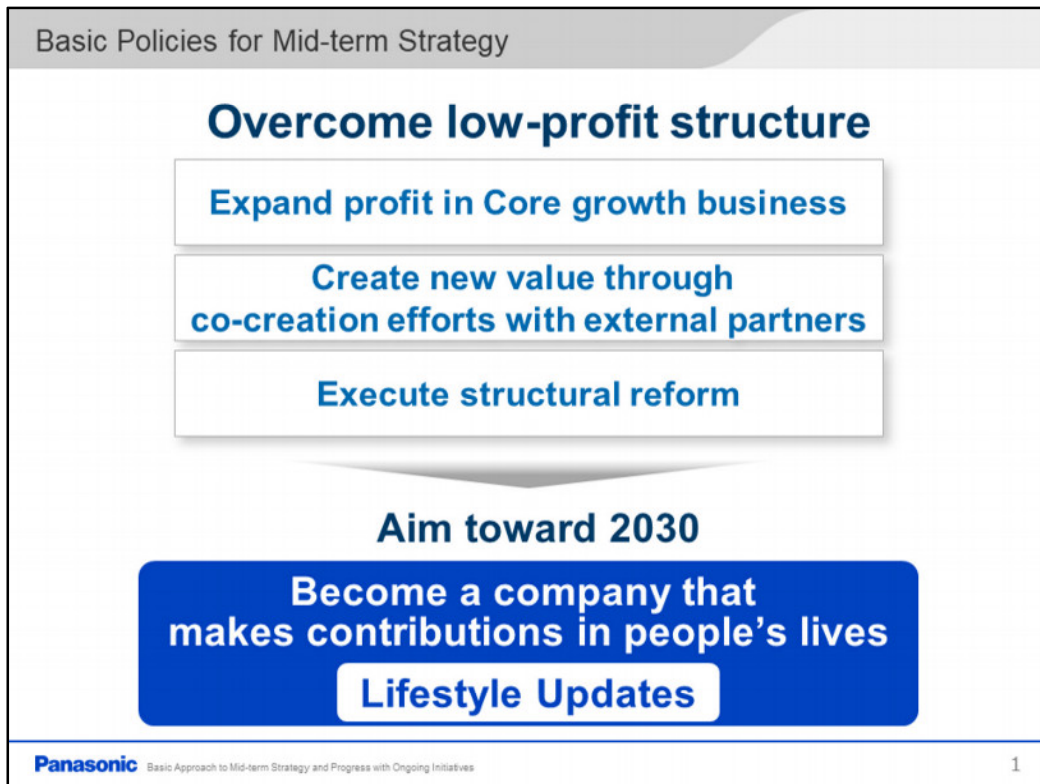 Basic Policies for Mid-term Strategy
Overcome low-profit structure
Expand profit in Core growth business
Create new value through
co-creation efforts with external partners
Execute structural reform
Aim toward 2030
Become a company that
makes contributions in people's lives
Lifestyle Updates
Panasonic Basic Approach to Mid-term Strategy and Progress with Ongoing Initiatives 1